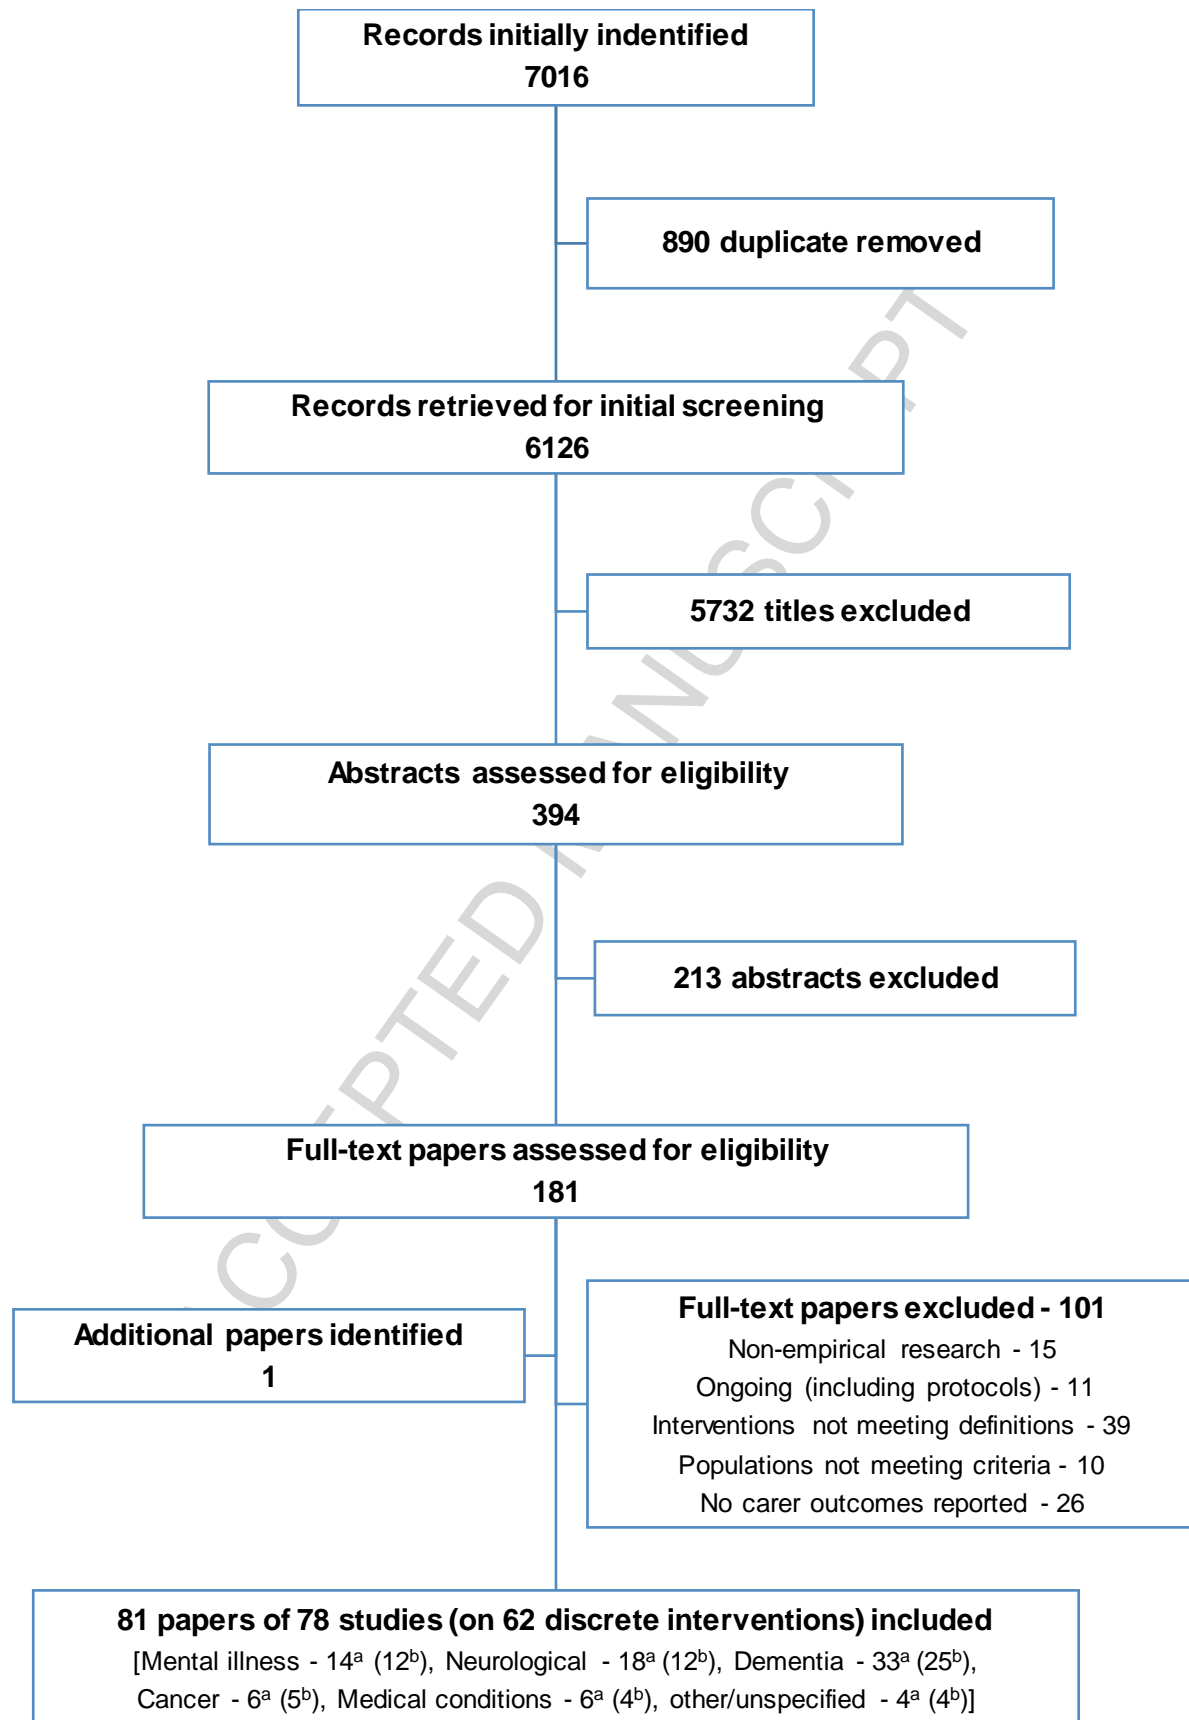 Records initially indentified
7016
890 duplicate removed
Records retrieved for initial screening
6126
5732 titles excluded
Abstracts assessed for eligibility
394
213 abstracts excluded
Full-text papers assessed for eligibility
181
Additional papers identified
1
Full-text papers excluded - 101
Non-empirical research - 15
Ongoing (including protocols) - 11
Interventions not meeting definitions - 39
Populations not meeting criteria - 10
No carer outcomes reported - 26
81 papers of 78 studies (on 62 discrete interventions) included
[Mental illness - 14ᵃ (12ᵇ), Neurological - 18ᵃ (12ᵇ), Dementia - 33ᵃ (25ᵇ),
Cancer - 6ᵃ (5ᵇ), Medical conditions - 6ᵃ (4ᵇ), other/unspecified - 4ᵃ (4ᵇ)]